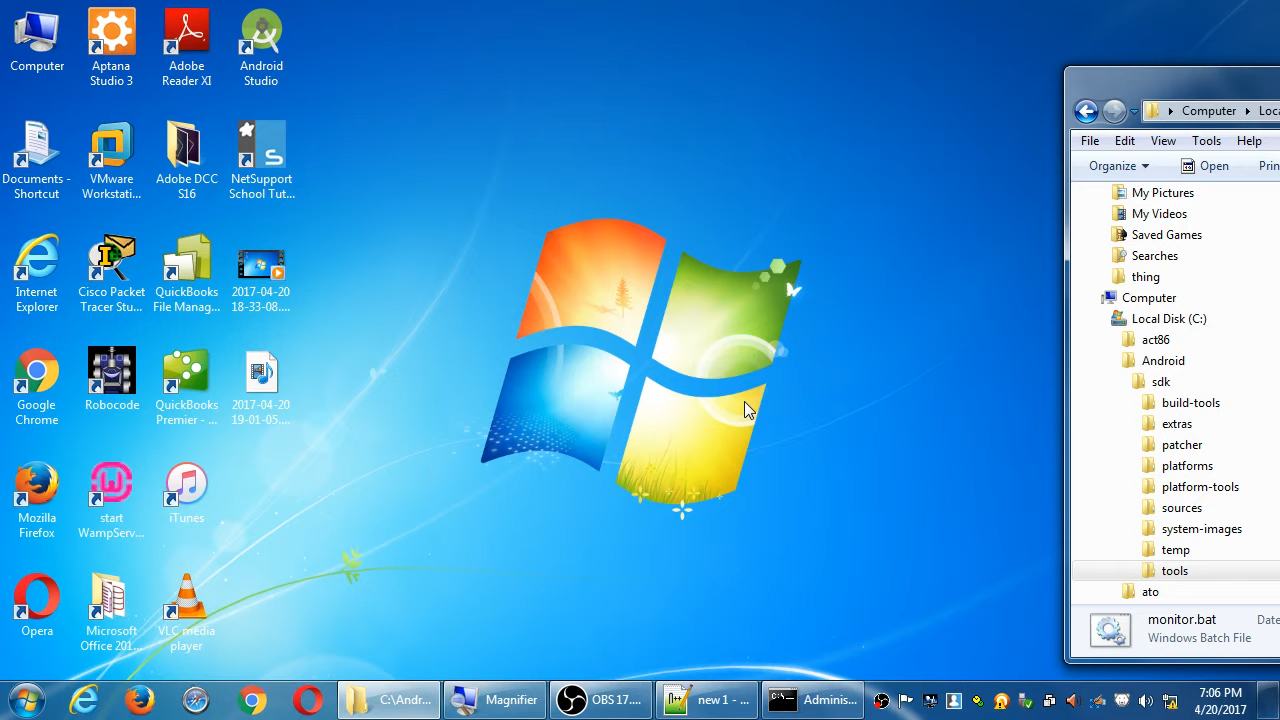 Computer
Aptana
Studio 3
Adobe
Reader XI
Android
Studio
Documents -
Shortcut
VMware
Workstati...
Adobe DCC
S16
NetSupport
School Tut...
Internet
Explorer
Cisco Packet
Tracer Stu...
QuickBooks
File Manag...
2017-04-20
18-33-08....
Google
Chrome
Robocode
QuickBooks
Premier - ...
2017-04-20
19-01-05....
Mozilla
Firefox
start
WampServ...
iTunes
Opera
Microsoft
Office 201...
VLC media
player
Computer
File Edit View Tools Help
Organize Open
My Pictures
My Videos
Saved Games
Searches
thing
Computer
Local Disk (C:)
act86
Android
sdk
build-tools
extras
patcher
platforms
platform-tools
sources
system-images
temp
tools
ato
monitor.bat
Windows Batch File
C:\Andr...
Magnifier
OBS 17....
new 1 - ...
Adminis...
7:06 PM
4/20/2017